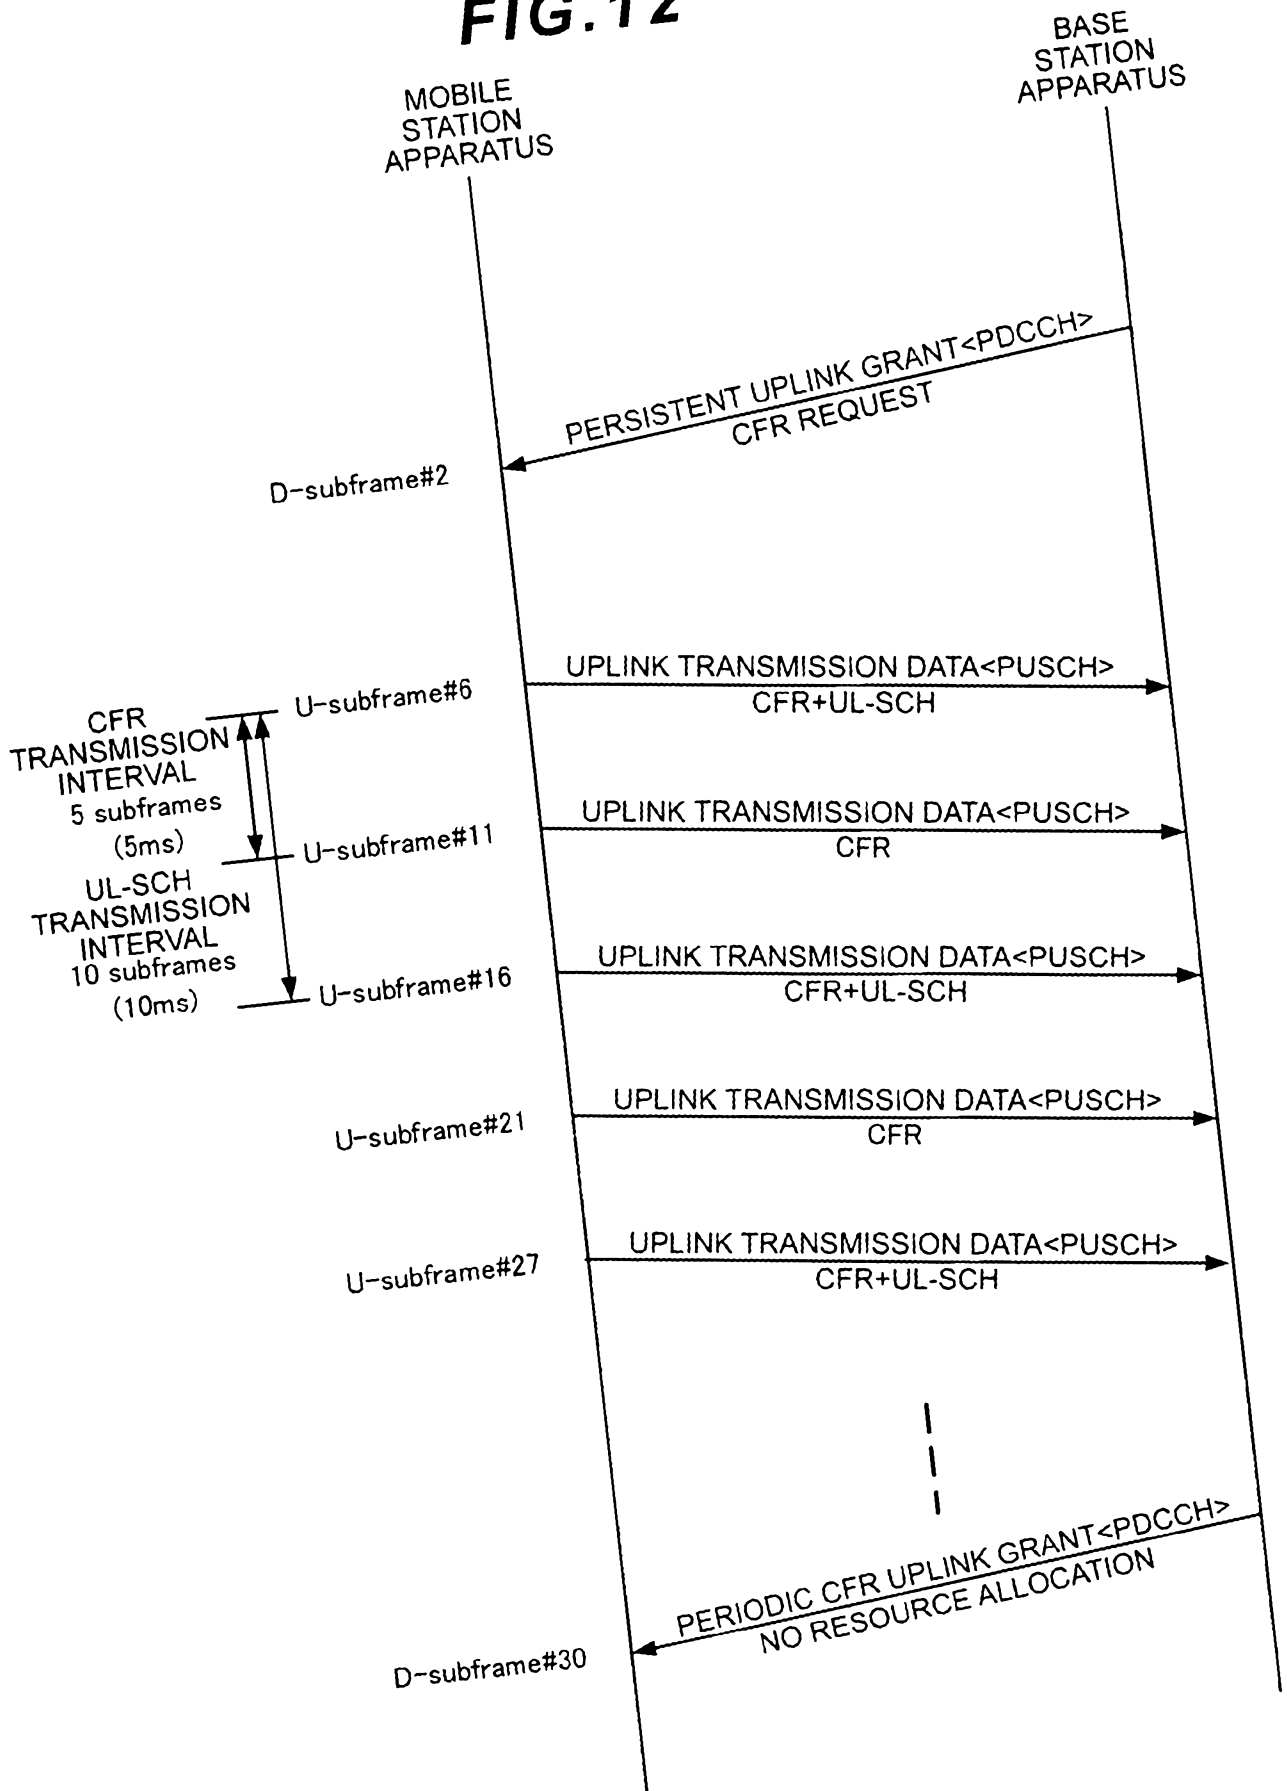 FIG.12
BASE
STATION
APPARATUS
MOBILE
STATION
APPARATUS
PERSISTENT UPLINK GRANT<PDCCH>
CFR REQUEST
D-subframe#2
UPLINK TRANSMISSION DATA<PUSCH>
CFR+UL-SCH
U-subframe#6
CFR
TRANSMISSION
INTERVAL
5 subframes
(5ms)
UPLINK TRANSMISSION DATA<PUSCH>
CFR
U-subframe#11
UL-SCH
TRANSMISSION
INTERVAL
10 subframes
(10ms)
UPLINK TRANSMISSION DATA<PUSCH>
CFR+UL-SCH
U-subframe#16
UPLINK TRANSMISSION DATA<PUSCH>
CFR
U-subframe#21
UPLINK TRANSMISSION DATA<PUSCH>
CFR+UL-SCH
U-subframe#27
PERIODIC CFR UPLINK GRANT<PDCCH>
NO RESOURCE ALLOCATION
D-subframe#30